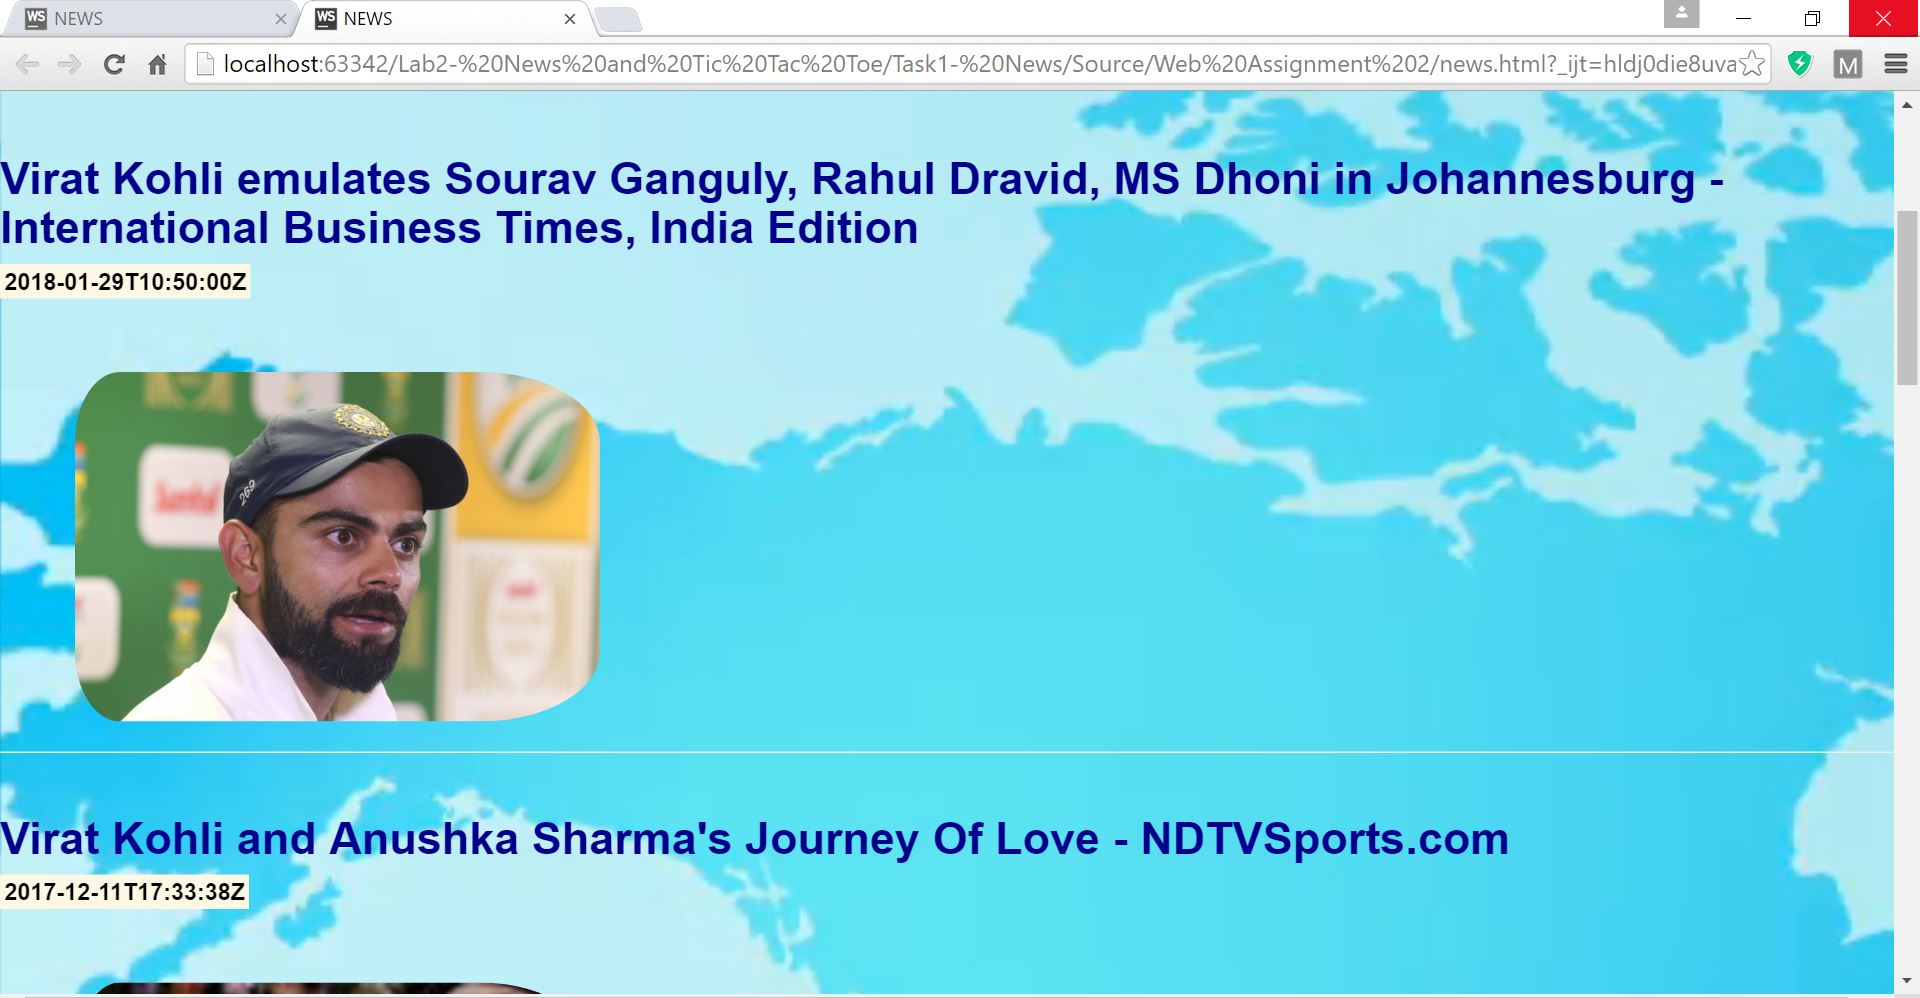 WS NEWS
WS NEWS
localhost:63342/Lab2-%20News%20and%20Tic%20Tac%20Toe/Task1-%20News/Source/Web%20Assignment%202/news.html?_ijt=hldj0die8uva
M
Virat Kohli emulates Sourav Ganguly, Rahul Dravid, MS Dhoni in Johannesburg -
International Business Times, India Edition
2018-01-29T10:50:00Z
269
Virat Kohli and Anushka Sharma's Journey Of Love - NDTVSports.com
2017-12-11T17:33:38Z